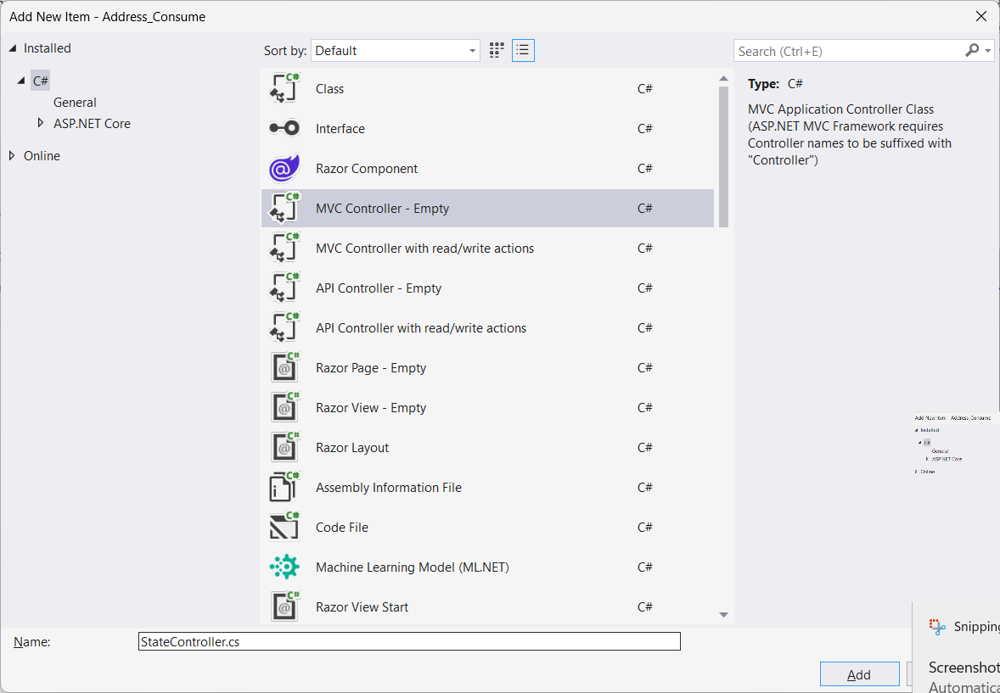 Add New Item - Address_Consume
Installed
C#
General
ASP.NET Core
Online
Sort by: Default
Search (Ctrl+E)
Class C#
Interface C#
Razor Component C#
MVC Controller - Empty C#
MVC Controller with read/write actions C#
API Controller - Empty C#
API Controller with read/write actions C#
Razor Page - Empty C#
Razor View - Empty C#
Razor Layout C#
Assembly Information File C#
Code File C#
Machine Learning Model (ML.NET) C#
Razor View Start C#
Type: C#
MVC Application Controller Class
(ASP.NET MVC Framework requires
Controller names to be suffixed with
"Controller")
Add New Item Address_Consume
Installed
C#
General
ASP.NET Core
Online
Name: StateController.cs
Add
Snipping
Screenshot
Automatica